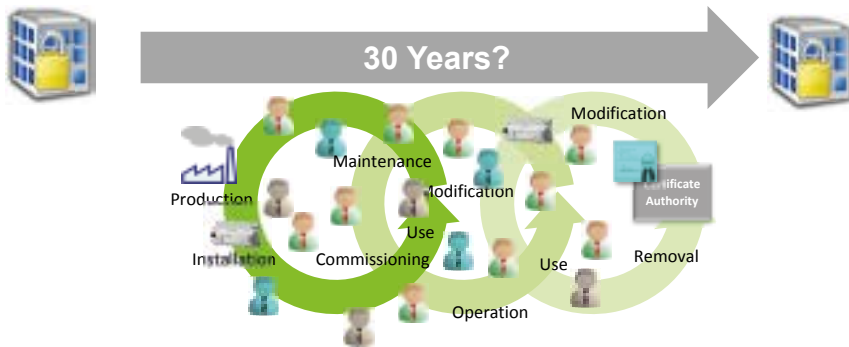 30 Years?
Modification
Maintenance
Production
Modification
Certificate
Authority
Use
Installation
Commissioning
Use
Removal
Operation